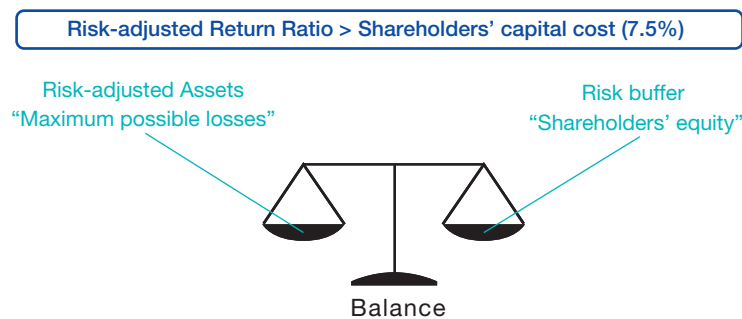 Risk-adjusted Return Ratio > Shareholders’ capital cost (7.5%)
Risk-adjusted Assets
“Maximum possible losses”
Risk buffer
“Shareholders’ equity”
Balance